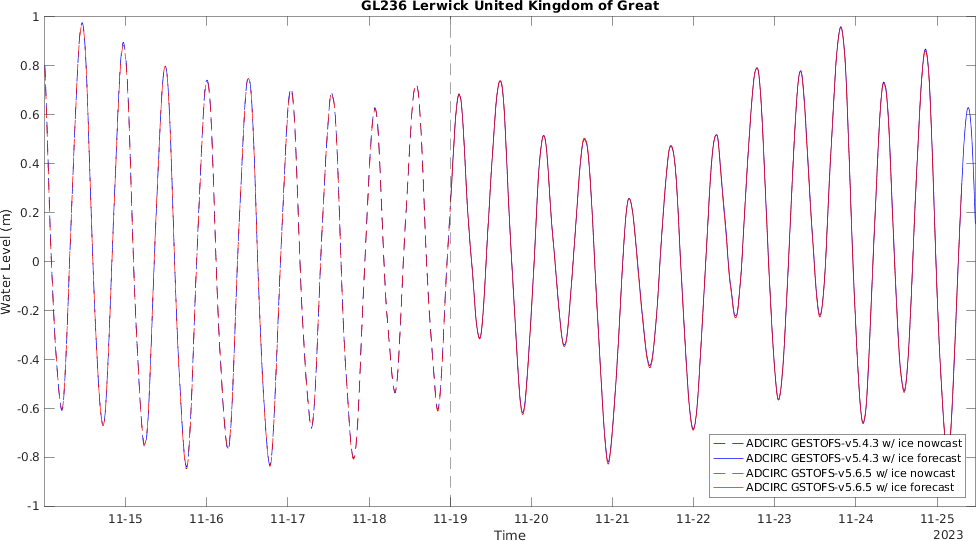 GL236 Lerwick United Kingdom of Great
1
0.8
0.6
0.4
0.2
0
-0.2
-0.4
-0.6
-0.8
-1
Water Level (m)
ADCIRC GESTOFS-v5.4.3 w/ ice nowcast
ADCIRC GESTOFS-v5.4.3 w/ ice forecast
ADCIRC GSTOFS-v5.6.5 w/ ice nowcast
ADCIRC GSTOFS-v5.6.5 w/ ice forecast
11-15 11-16 11-17 11-18 11-19 11-20 11-21 11-22 11-23 11-24 11-25
Time
2023